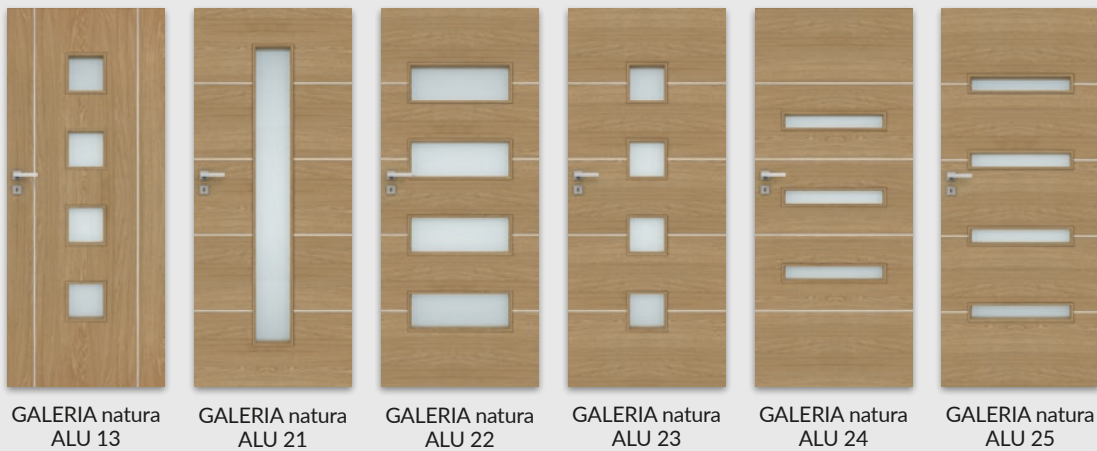 GALERIA natura
ALU 13
GALERIA natura
ALU 21
GALERIA natura
ALU 22
GALERIA natura
ALU 23
GALERIA natura
ALU 24
GALERIA natura
ALU 25